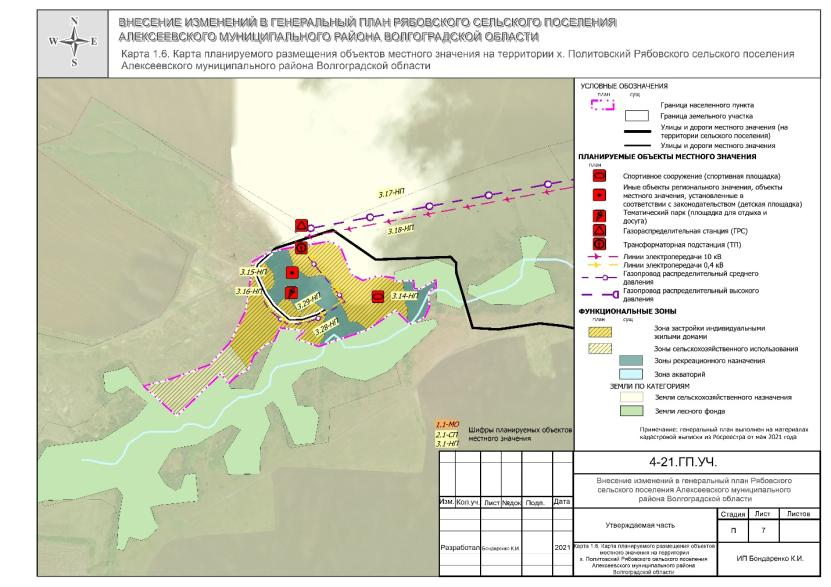 N
W E
S
ВНЕСЕНИЕ ИЗМЕНЕНИЙ В ГЕНЕРАЛЬНЫЙ ПЛАН РЯБОВСКОГО СЕЛЬСКОГО ПОСЕЛЕНИЯ
АЛЕКСЕЕВСКОГО МУНИЦИПАЛЬНОГО РАЙОНА ВОЛГОГРАДСКОЙ ОБЛАСТИ
Карта 1.6. Карта планируемого размещения объектов местного значения на территории х. Политовский Рябовского сельского поселения
Алексеевского муниципального района Волгоградской области
3.17-НП
3.18-НП
3.15-НП
3.16-НП
3.29-НП
3.14-НП
3.28-НП
УСЛОВНЫЕ ОБОЗНАЧЕНИЯ
план сущ
Граница населенного пункта
Граница земельного участка
Улицы и дороги местного значения (на
территории сельского поселения)
Улицы и дороги местного значения
ПЛАНИРУЕМЫЕ ОБЪЕКТЫ МЕСТНОГО ЗНАЧЕНИЯ
план
Спортивное сооружение (спортивная площадка)
Иные объекты регионального значения, объекты
местного значения, установленные в
соответствии с законодательством (детская площадка)
Тематический парк (площадка для отдыха и
досуга)
Газораспределительная станция (ГРС)
Трансформаторная подстанция (ТП)
Линии электропередачи 10 кВ
Линии электропередачи 0,4 кВ
Газопровод распределительный среднего
давления
Газопровод распределительный высокого
давления
ФУНКЦИОНАЛЬНЫЕ ЗОНЫ
план сущ
Зона застройки индивидуальными
жилыми домами
Зоны сельскохозяйственного использования
Зоны рекреационного назначения
Зона акваторий
ЗЕМЛИ ПО КАТЕГОРИЯМ
Земли сельскохозяйственного назначения
Земли лесного фонда
Примечание: генеральный план выполнен на материалах
кадастровой выписки из Росреестра от мая 2021 года
1.1-МО
2.1-СП
3.1-НП
Шифры планируемых объектов
местного значения
4-21.ГП.УЧ.
Внесение изменений в генеральный план Рябовского
сельского поселения Алексеевского муниципального
района Волгоградской области
Изм. Кол.уч. Лист №док Подп. Дата
Утверждаемая часть
Стадия Лист Листов
П 7
Разработал Бондаренко К.И. 2021
Карта 1.6. Карта планируемого размещения объектов
местного значения на территории
х. Политовский Рябовского сельского поселения
Алексеевского муниципального района
Волгоградской области
ИП Бондаренко К.И.